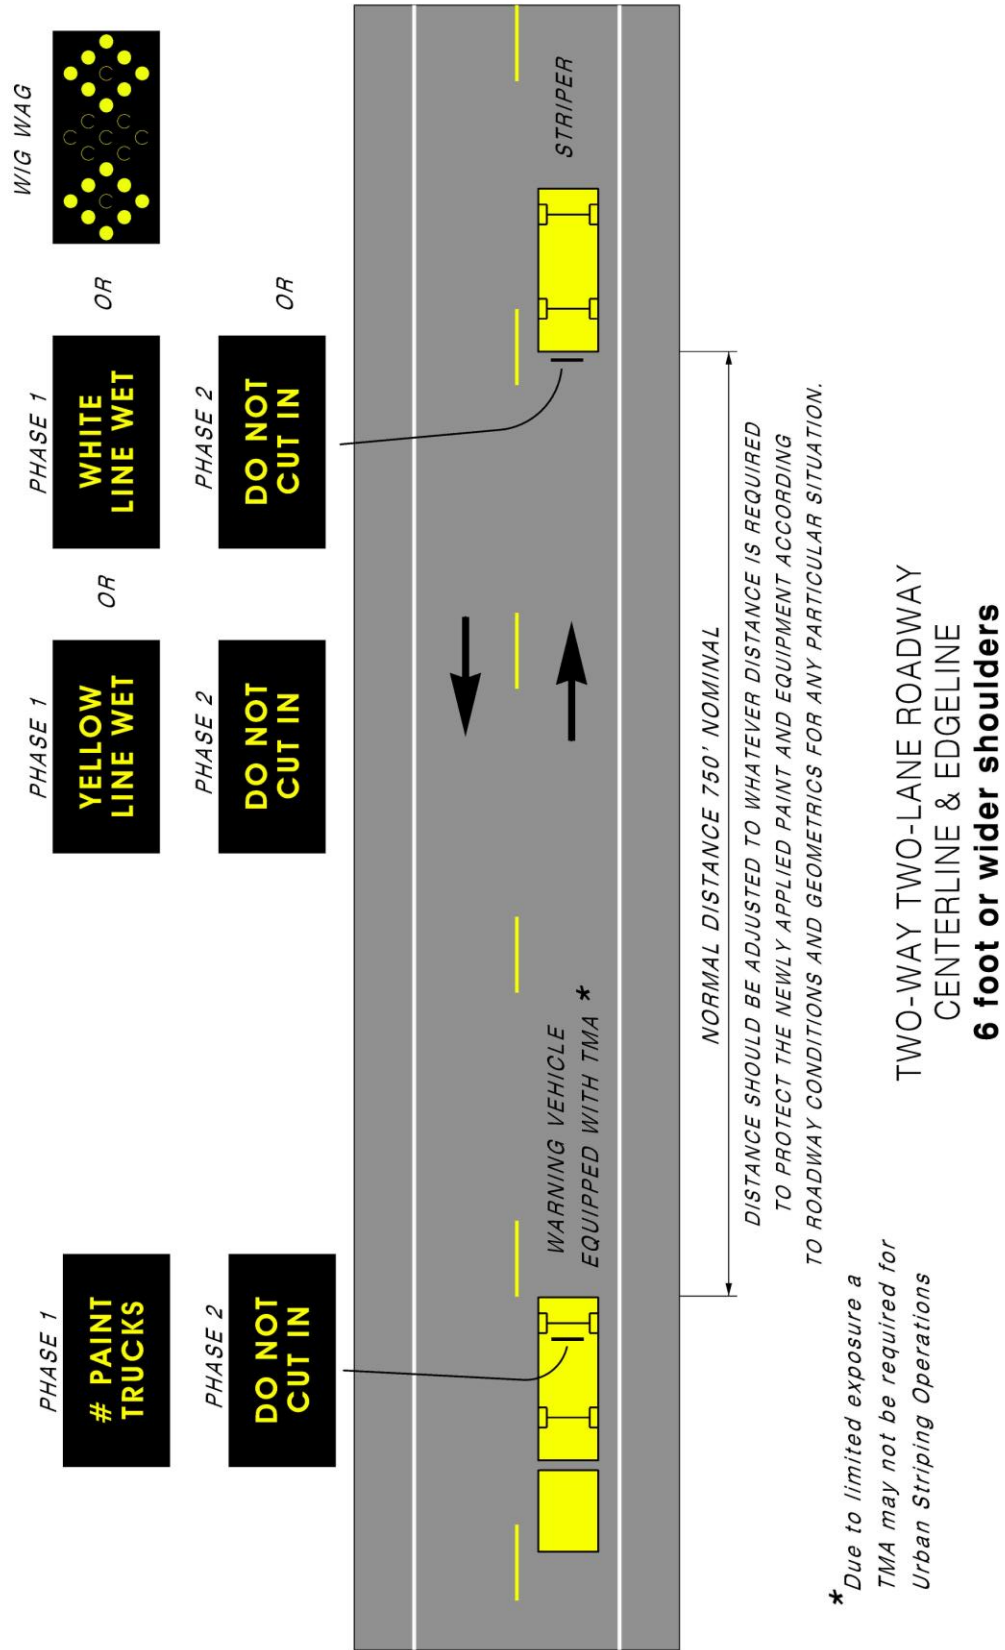 PHASE 1
# PAINT
TRUCKS
PHASE 2
DO NOT
CUT IN
PHASE 1
YELLOW
LINE WET
OR
PHASE 2
DO NOT
CUT IN
PHASE 1
WHITE
LINE WET
OR
PHASE 2
DO NOT
CUT IN
OR
WIG WAG
WARNING VEHICLE
EQUIPPED WITH TMA *
STRIPER
NORMAL DISTANCE 750' NOMINAL
DISTANCE SHOULD BE ADJUSTED TO WHATEVER DISTANCE IS REQUIRED
TO PROTECT THE NEWLY APPLIED PAINT AND EQUIPMENT ACCORDING
TO ROADWAY CONDITIONS AND GEOMETRICS FOR ANY PARTICULAR SITUATION.
* Due to limited exposure a
TMA may not be required for
Urban Striping Operations
TWO-WAY TWO-LANE ROADWAY
CENTERLINE & EDGELINE
6 foot or wider shoulders